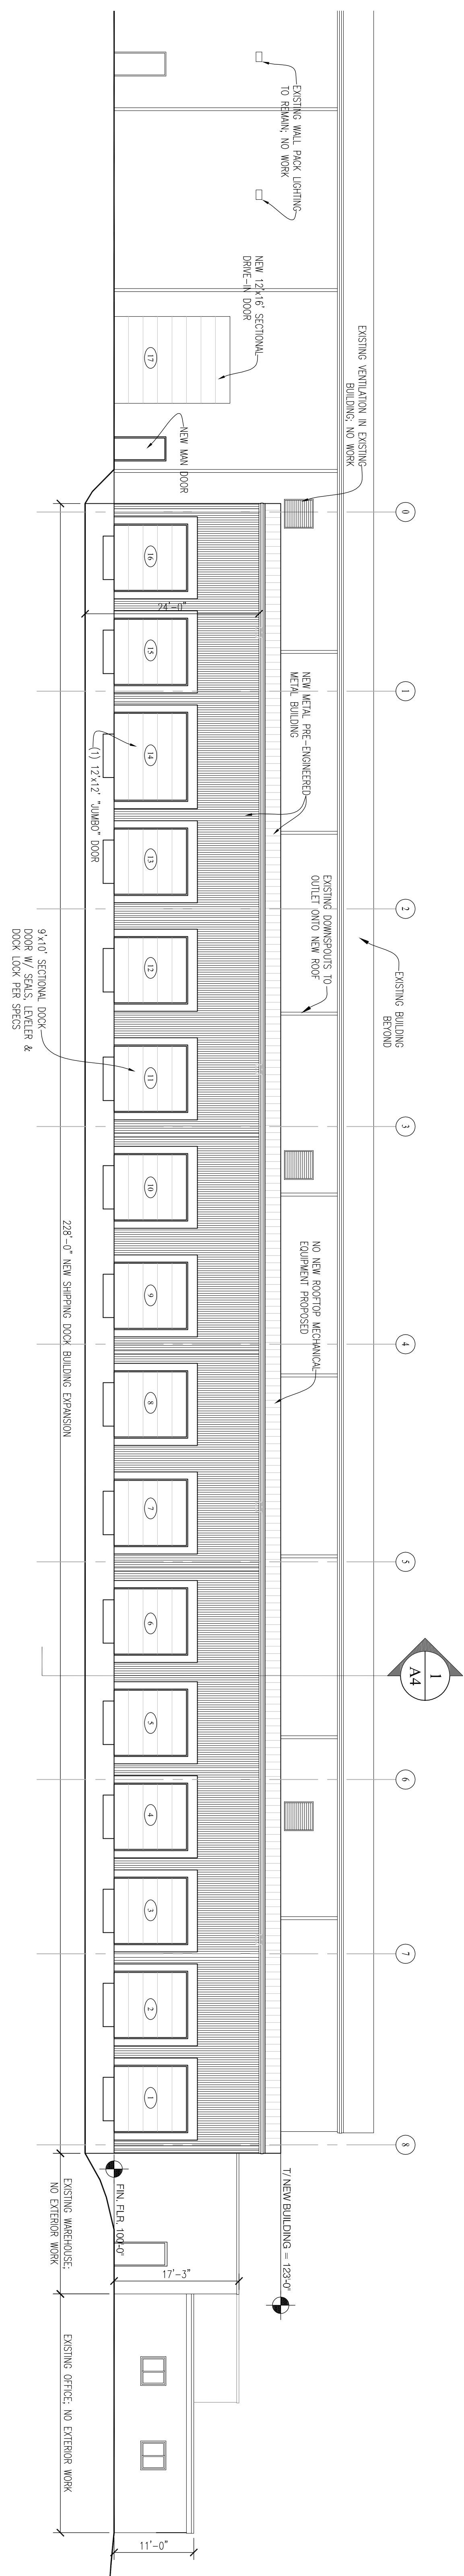 EXISTING WALL PACK LIGHTING
TO REMAIN; NO WORK
NEW 12'x16' SECTIONAL
DRIVE-IN DOOR
EXISTING VENTILATION IN EXISTING
BUILDING; NO WORK
17
NEW MAN DOOR
0
16
24'-0"
15
1
NEW METAL PRE-ENGINEERED
METAL BUILDING
14
(1) 12'x12' "JUMBO" DOOR
13
EXISTING DOWNSPOUTS TO
OUTLET ONTO NEW ROOF
2
12
EXISTING BUILDING
BEYOND
9'x10' SECTIONAL DOCK
DOOR W/ SEALS, LEVELER &
DOCK LOCK PER SPECS
11
3
10
228'-0" NEW SHIPPING DOCK BUILDING EXPANSION
NO NEW ROOFTOP MECHANICAL
EQUIPMENT PROPOSED
9
4
8
7
5
6
1
A4
5
6
4
3
7
2
1
8
T/ NEW BUILDING = 123'-0"
FIN. FLR. 100'-0"
17'-3"
EXISTING WAREHOUSE;
NO EXTERIOR WORK
EXISTING OFFICE; NO EXTERIOR WORK
11'-0"